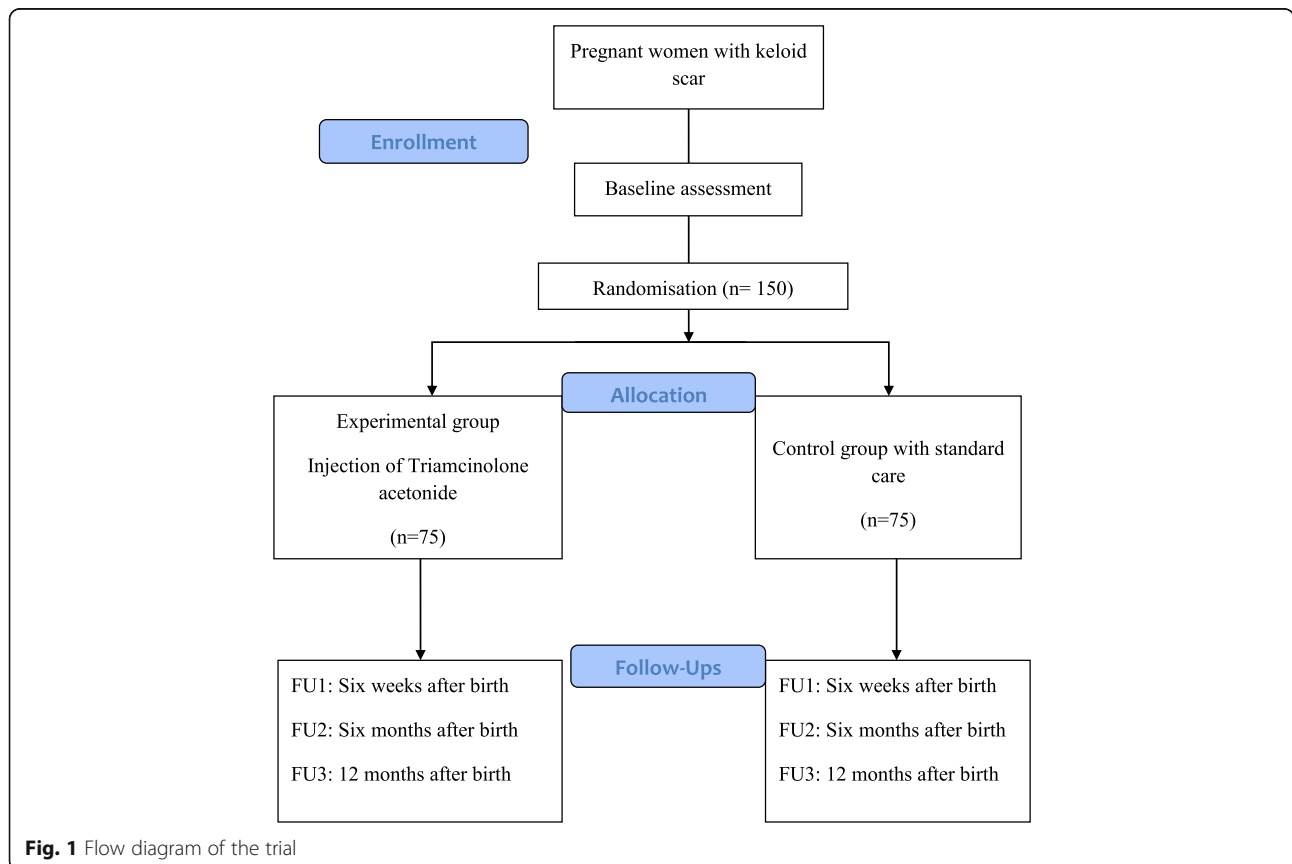 Pregnant women with keloid
scar
Enrollment
Baseline assessment
Randomisation (n= 150)
Allocation
Experimental group
Injection of Triamcinolone
acetonide
(n=75)
Control group with standard
care
(n=75)
Follow-Ups
FU1: Six weeks after birth
FU2: Six months after birth
FU3: 12 months after birth
FU1: Six weeks after birth
FU2: Six months after birth
FU3: 12 months after birth
Fig. 1 Flow diagram of the trial